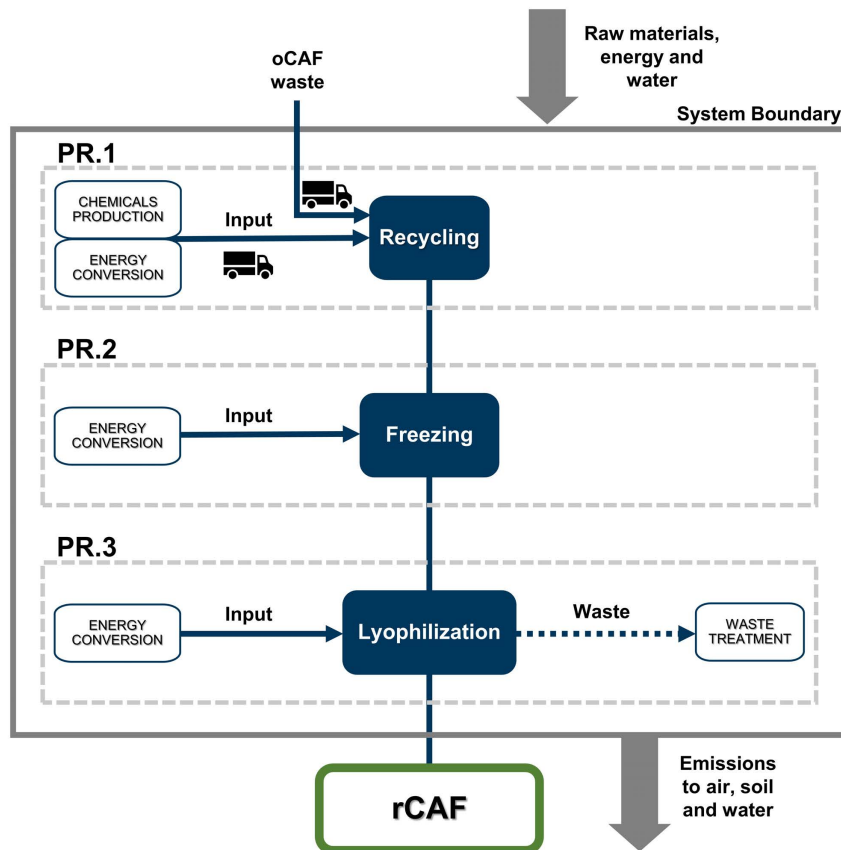 Raw materials,
energy and
water
oCAF
waste
System Boundary
PR.1
CHEMICALS
PRODUCTION
Input
ENERGY
CONVERSION
Recycling
PR.2
ENERGY
CONVERSION
Input
Freezing
PR.3
ENERGY
CONVERSION
Input
Lyophilization
Waste
WASTE
TREATMENT
rCAF
Emissions
to air, soil
and water